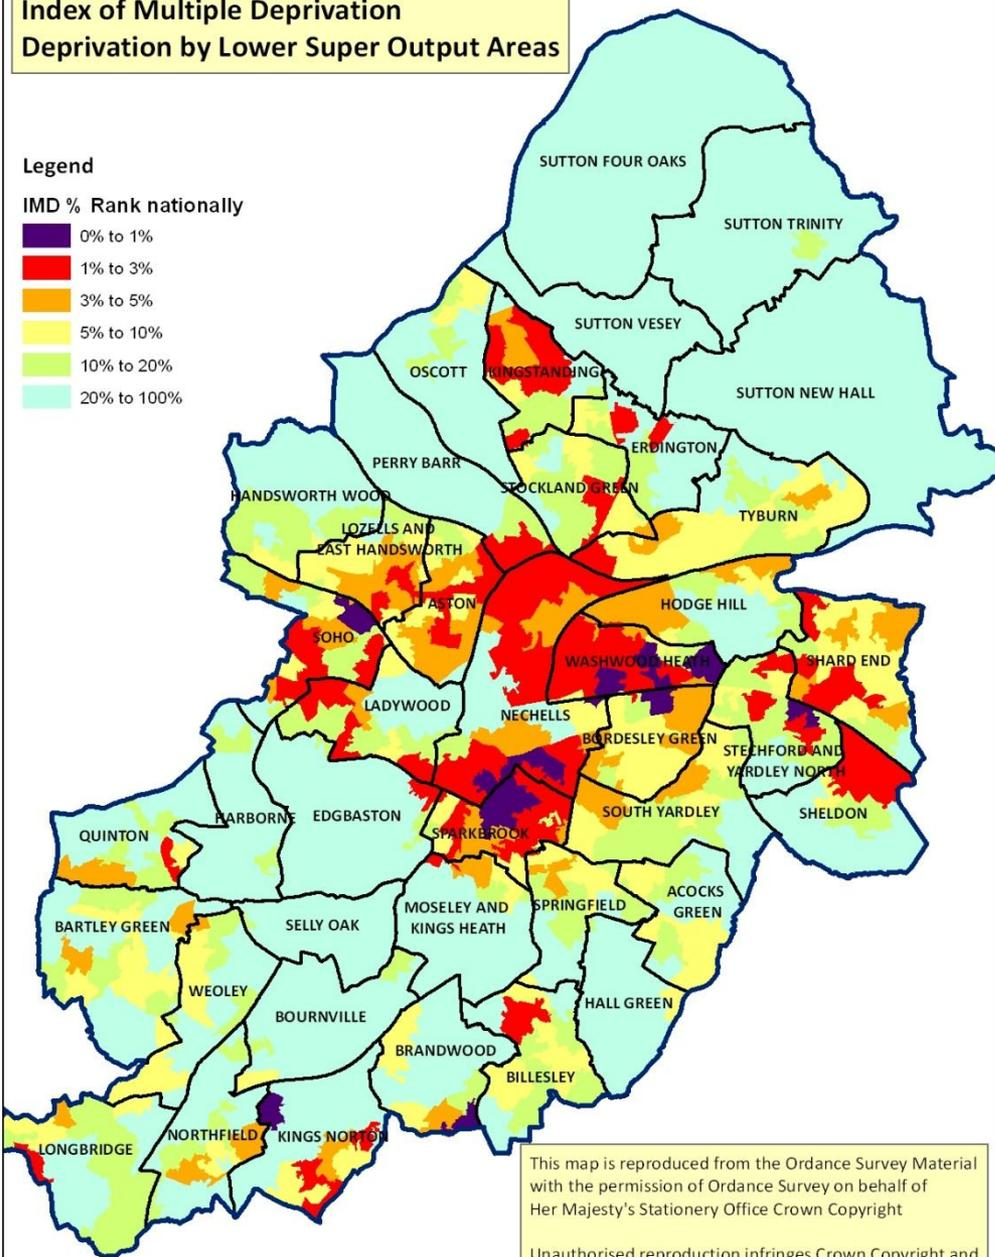 Index of Multiple Deprivation
Deprivation by Lower Super Output Areas
Legend
IMD % Rank nationally
0% to 1%
1% to 3%
3% to 5%
5% to 10%
10% to 20%
20% to 100%
SUTTON FOUR OAKS
SUTTON TRINITY
SUTTON VESEY
OSCOTT
KINGSTANDING
SUTTON NEW HALL
ERDINGTON
PERRY BARR
STOCKLAND GREEN
HANDSWORTH WOOD
TYBURN
LOZELLS AND
EAST HANDSWORTH
ASTON
HODGE HILL
SOHO
WASHWOOD HEATH
SHARD END
LADYWOOD
NECHELLS
BORDESLEY GREEN
STECHFORD AND
YARDLEY NORTH
HARBORNE
EDGBASTON
SOUTH YARDLEY
SHELDON
QUINTON
SPARKBROOK
ACOCKS
GREEN
MOSELEY AND
KINGS HEATH
SPRINGFIELD
BARTLEY GREEN
SELLY OAK
WEOLEY
HALL GREEN
BOURNVILLE
BRANDWOOD
BILLESLEY
LONGBRIDGE
NORTHFIELD
KINGS NORTON
This map is reproduced from the Ordance Survey Material
with the permission of Ordance Survey on behalf of
Her Majesty's Stationery Office Crown Copyright
Unauthorised reproduction infringes Crown Copyright and